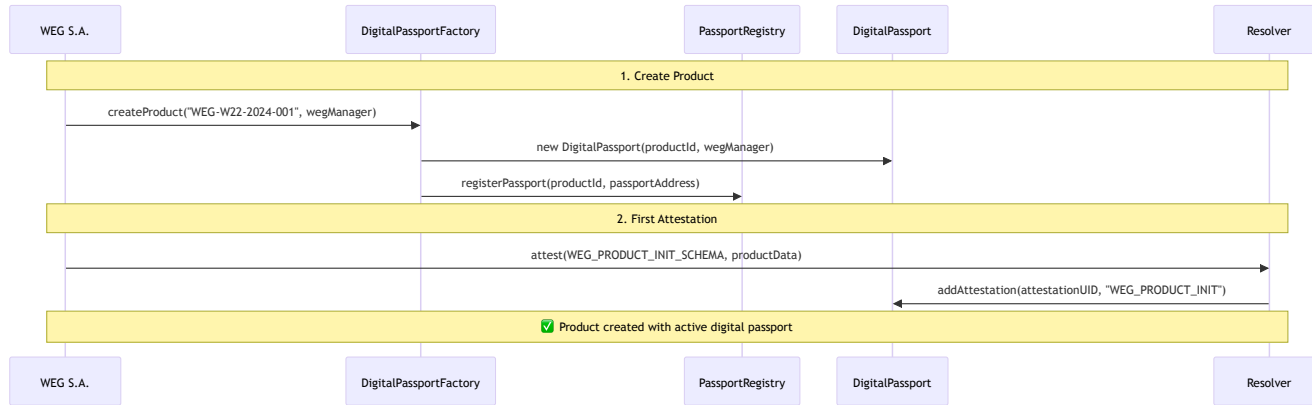 WEG S.A.
DigitalPassportFactory
PassportRegistry
DigitalPassport
Resolver
1. Create Product
createProduct("WEG-W22-2024-001", wegManager)
new DigitalPassport(productId, wegManager)
registerPassport(productId, passportAddress)
2. First Attestation
attest(WEG_PRODUCT_INIT_SCHEMA, productData)
addAttestation(attestationUID, "WEG_PRODUCT_INIT")
✅ Product created with active digital passport
WEG S.A.
DigitalPassportFactory
PassportRegistry
DigitalPassport
Resolver